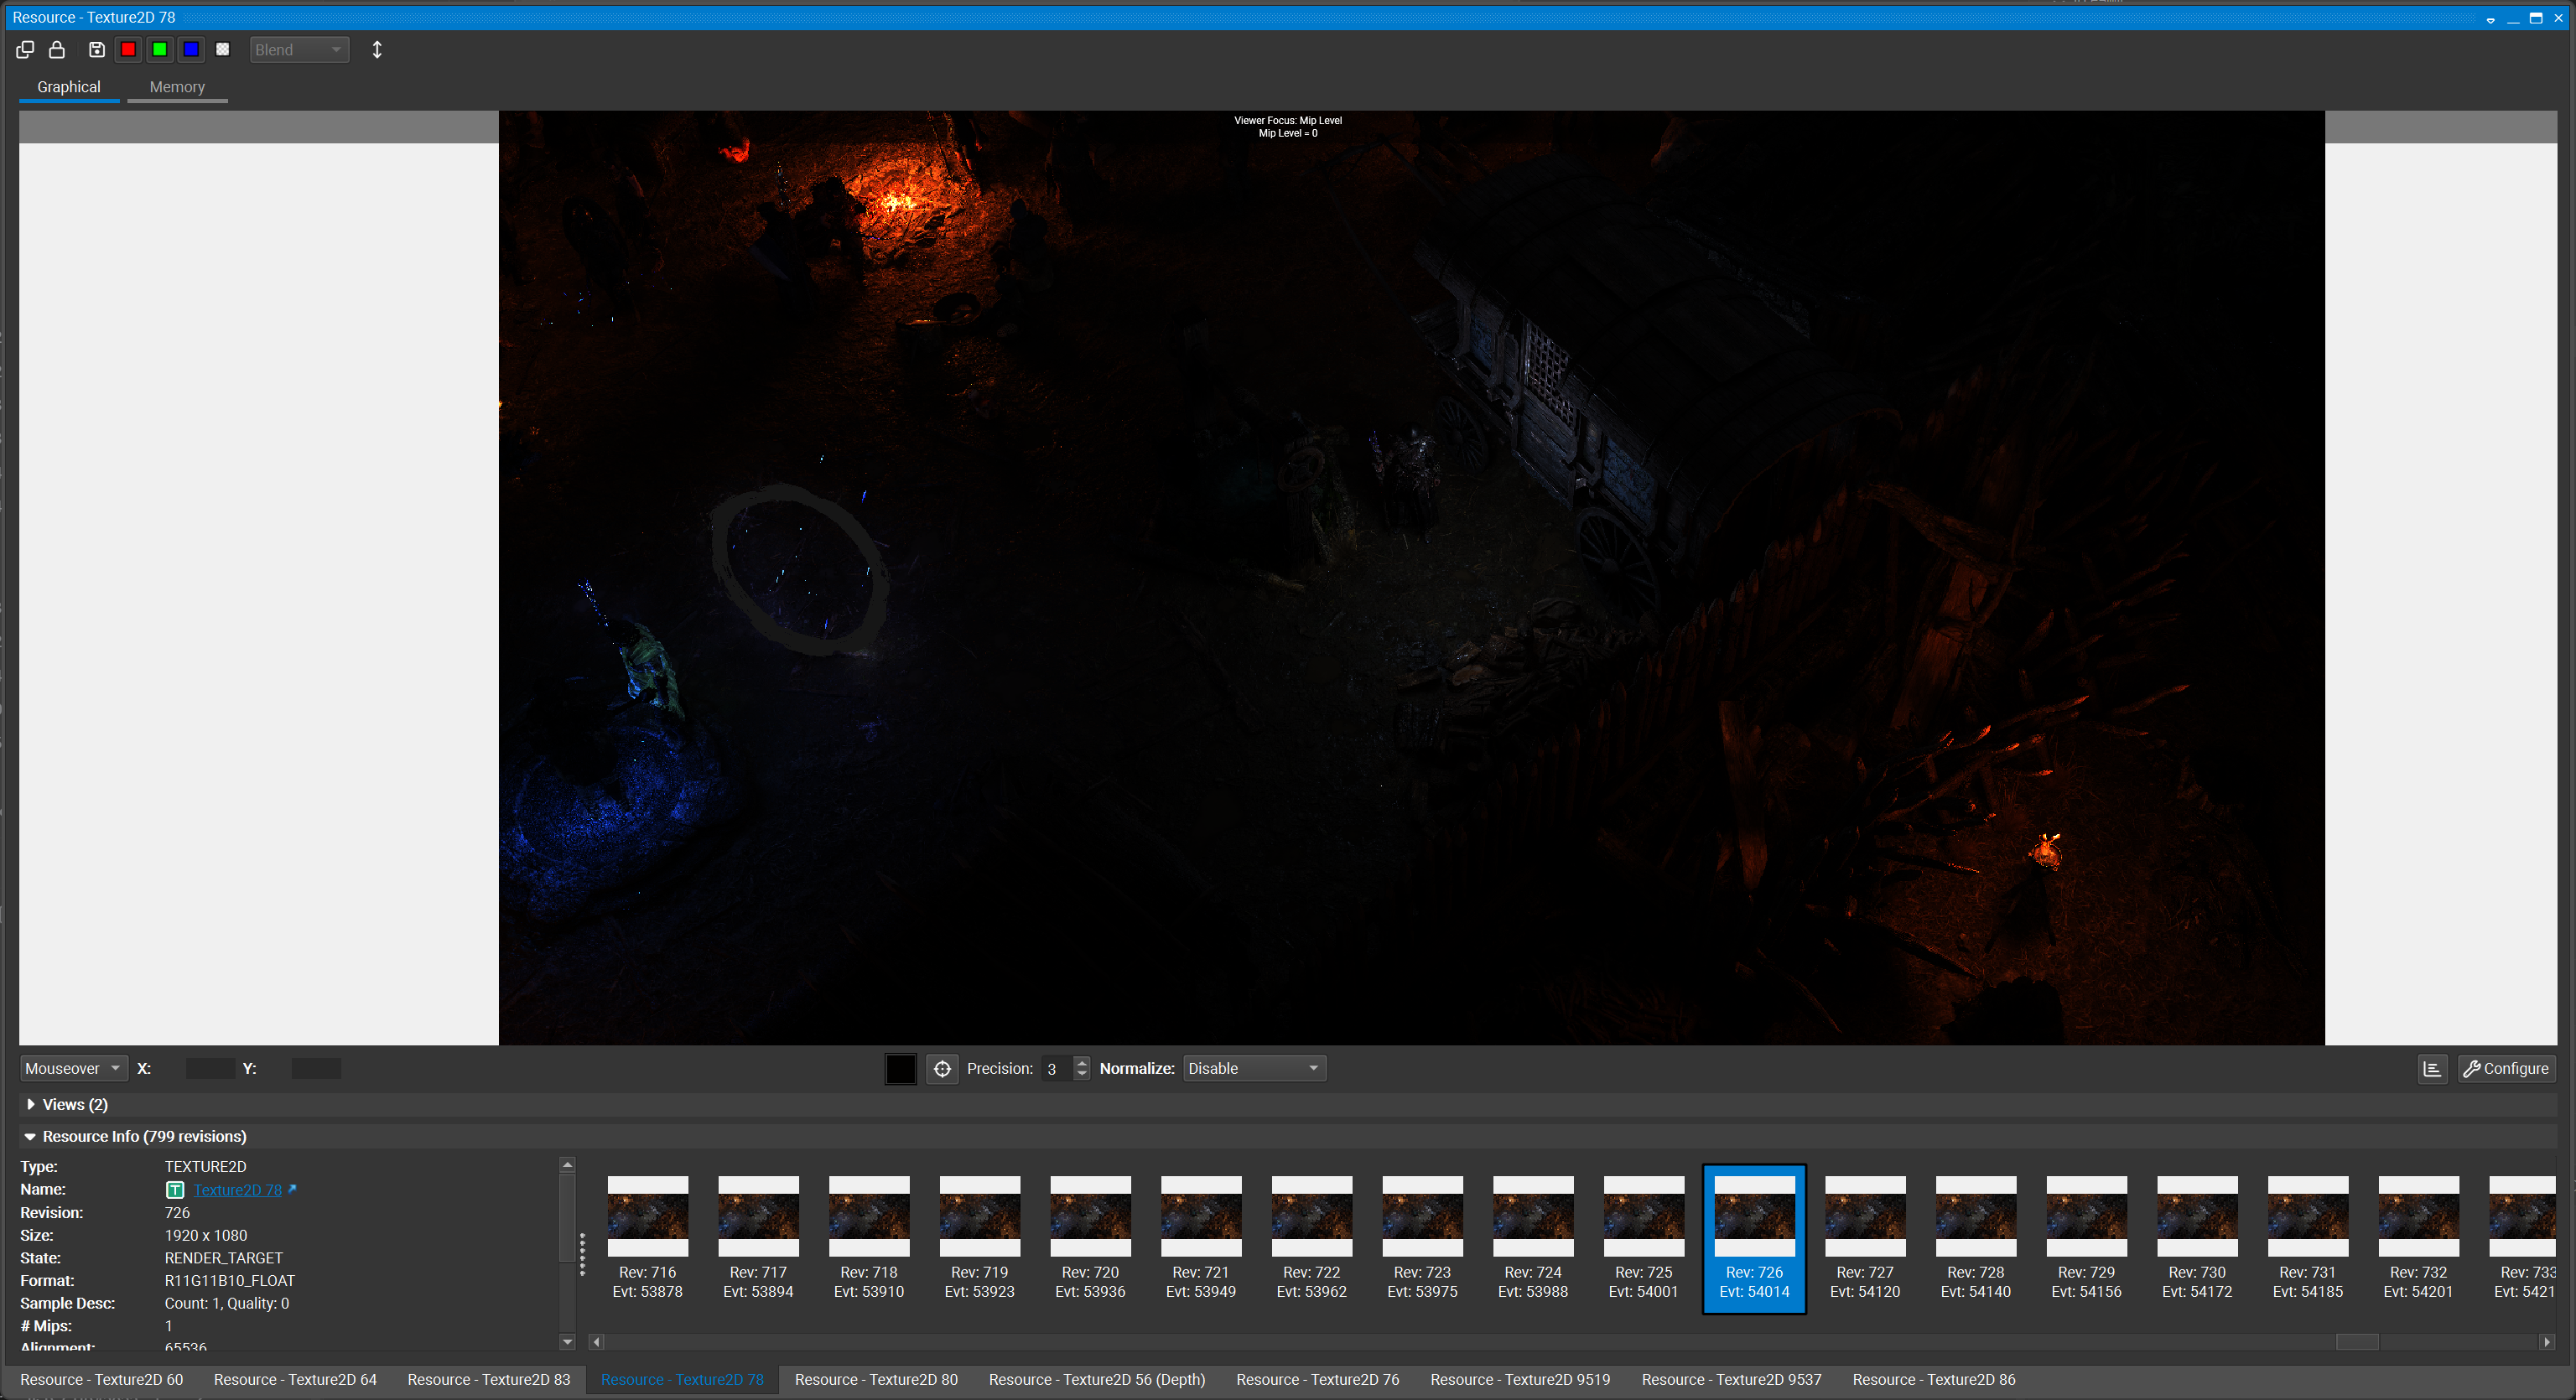 Resource - Texture2D 78
Blend
Graphical
Memory
Viewer Focus: Mip Level
Mip Level = 0
Mouseover
X:
Y:
Precision: 3
Normalize: Disable
Configure
Views (2)
Resource Info (799 revisions)
Type: TEXTURE2D
Name: T Texture2D 78
Revision: 726
Size: 1920 x 1080
State: RENDER_TARGET
Format: R11G11B10_FLOAT
Sample Desc: Count: 1, Quality: 0
# Mips: 1
Alignment: 65536
Rev: 716
Evt: 53878
Rev: 717
Evt: 53894
Rev: 718
Evt: 53910
Rev: 719
Evt: 53923
Rev: 720
Evt: 53936
Rev: 721
Evt: 53949
Rev: 722
Evt: 53962
Rev: 723
Evt: 53975
Rev: 724
Evt: 53988
Rev: 725
Evt: 54001
Rev: 726
Evt: 54014
Rev: 727
Evt: 54120
Rev: 728
Evt: 54140
Rev: 729
Evt: 54156
Rev: 730
Evt: 54172
Rev: 731
Evt: 54185
Rev: 732
Evt: 54201
Rev: 733
Evt: 5421
Resource - Texture2D 60
Resource - Texture2D 64
Resource - Texture2D 83
Resource - Texture2D 78
Resource - Texture2D 80
Resource - Texture2D 56 (Depth)
Resource - Texture2D 76
Resource - Texture2D 9519
Resource - Texture2D 9537
Resource - Texture2D 86